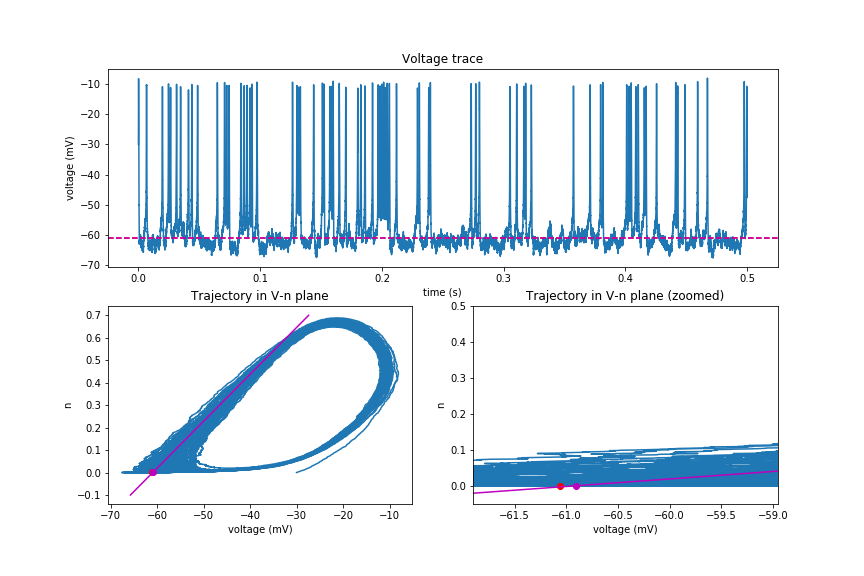 Voltage trace
voltage (mV)
−10
−20
−30
−40
−50
−60
−70
0.0 0.1 0.2 0.3 0.4 0.5
time (s)
Trajectory in V-n plane
n
0.7
0.6
0.5
0.4
0.3
0.2
0.1
0.0
−0.1
−70 −60 −50 −40 −30 −20 −10
voltage (mV)
Trajectory in V-n plane (zoomed)
n
0.5
0.4
0.3
0.2
0.1
0.0
−61.5 −61.0 −60.5 −60.0 −59.5 −59.0
voltage (mV)